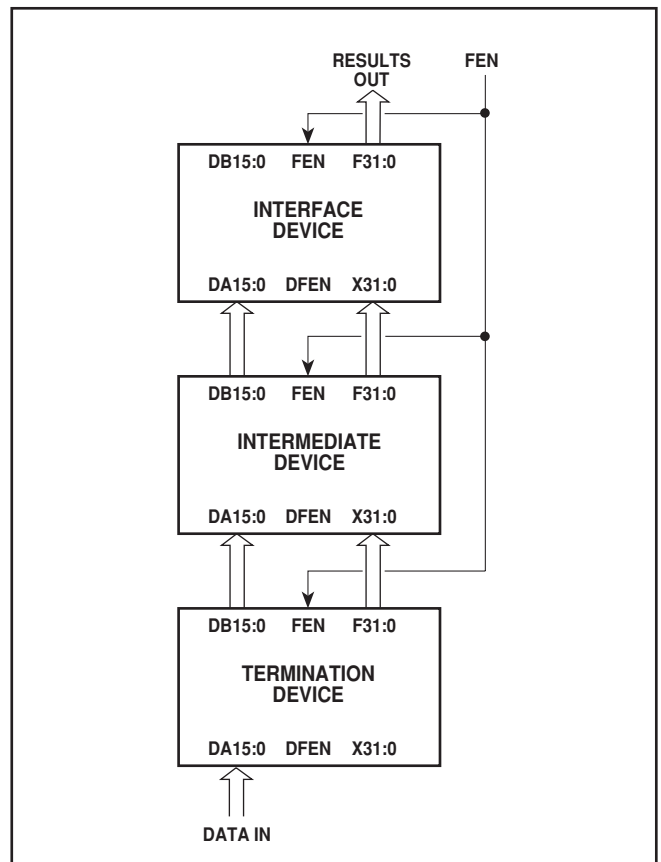 RESULTS
OUT
FEN
DB15:0 FEN F31:0
INTERFACE
DEVICE
DA15:0 DFEN X31:0
DB15:0 FEN F31:0
INTERMEDIATE
DEVICE
DA15:0 DFEN X31:0
DB15:0 FEN F31:0
TERMINATION
DEVICE
DA15:0 DFEN X31:0
DATA IN